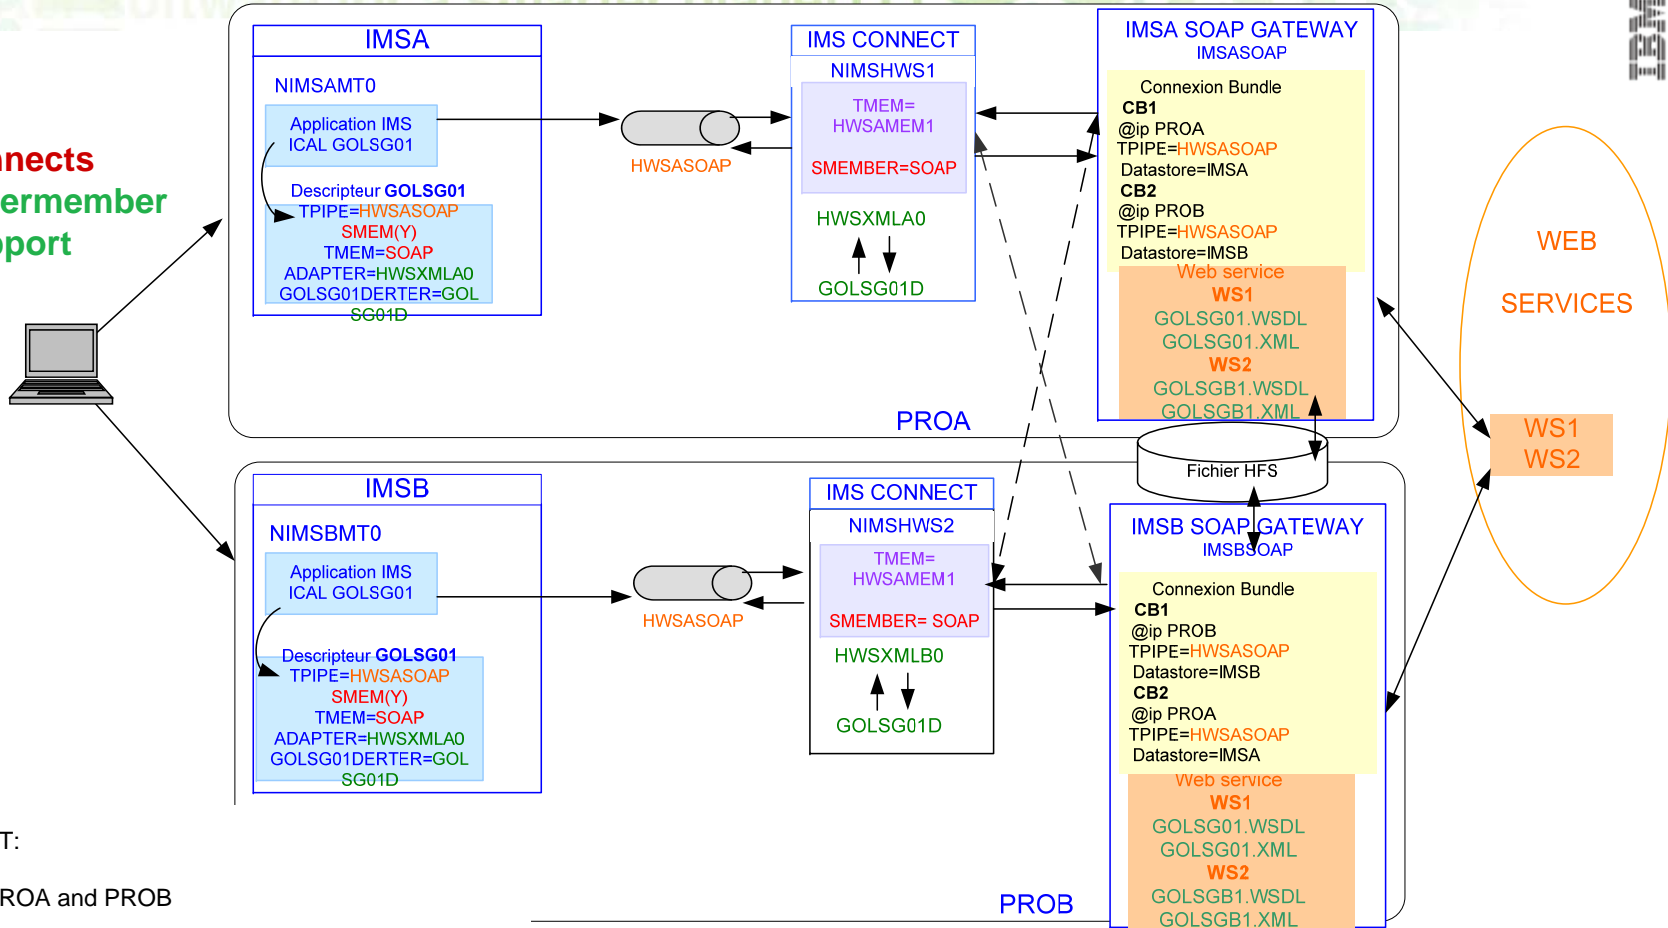 IBM
nnects
ermember
pport
IMSA
NIMSAMT0
Application IMS
ICAL GOLSG01
Descripteur GOLSG01
TPIPE=HWSASOAP
SMEM(Y)
TMEM=SOAP
ADAPTER=HWSXMLA0
GOLSG01DERTER=GOL
SG01D
HWSASOAP
IMS CONNECT
NIMSHWS1
TMEM=
HWSAMEM1
SMEMBER=SOAP
HWSXMLA0
GOLSG01D
IMSA SOAP GATEWAY
IMSASOAP
Connexion Bundle
CB1
@ip PROA
TPIPE=HWSASOAP
Datastore=IMSA
CB2
@ip PROB
TPIPE=HWSASOAP
Datastore=IMSB
Web service
WS1
GOLSG01.WSDL
GOLSG01.XML
WS2
GOLSGB1.WSDL
GOLSGB1.XML
PROA
WEB
SERVICES
WS1
WS2
Fichier HFS
IMSB
NIMSBMT0
Application IMS
ICAL GOLSG01
Descripteur GOLSG01
TPIPE=HWSASOAP
SMEM(Y)
TMEM=SOAP
ADAPTER=HWSXMLA0
GOLSG01DERTER=GOL
SG01D
HWSASOAP
IMS CONNECT
NIMSHWS2
TMEM=
HWSAMEM1
SMEMBER= SOAP
HWSXMLB0
GOLSG01D
IMSB SOAP GATEWAY
IMSBSOAP
Connexion Bundle
CB1
@ip PROB
TPIPE=HWSASOAP
Datastore=IMSB
CB2
@ip PROA
TPIPE=HWSASOAP
Datastore=IMSA
Web service
WS1
GOLSG01.WSDL
GOLSG01.XML
WS2
GOLSGB1.WSDL
GOLSGB1.XML
PROB
T:
ROA and PROB